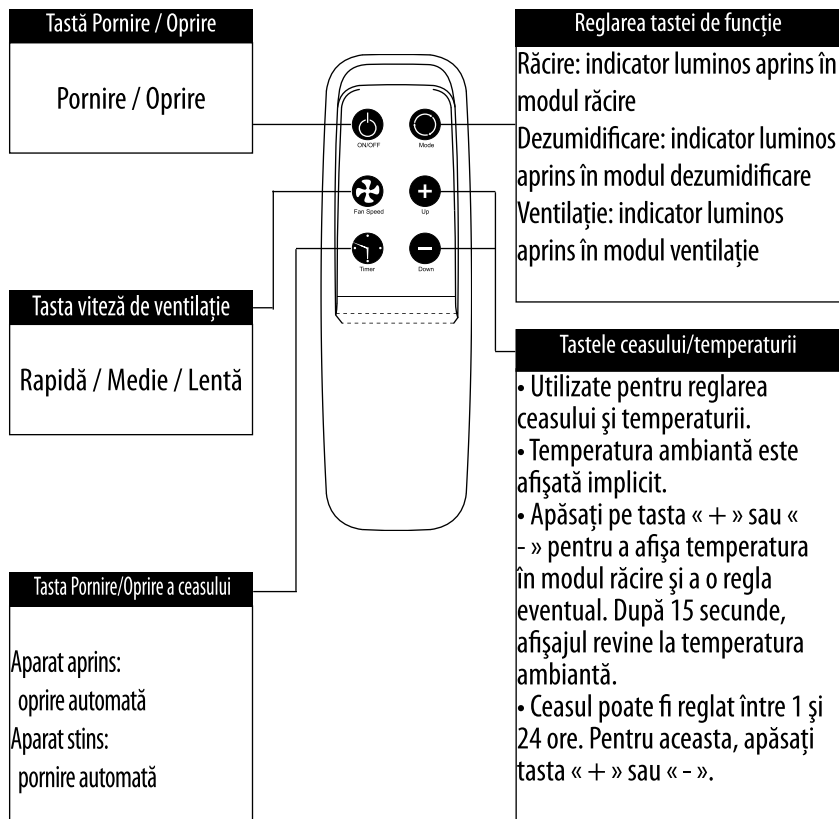 Tastă Pornire / Oprire
Pornire / Oprire
Tasta viteză de ventilație
Rapidă / Medie / Lentă
Tasta Pornire/Oprire a ceasului
Aparat aprins:
oprire automată
Aparat stins:
pornire automată
ON/OFF
Mode
Fan Speed
Up
Timer
Down
Reglarea tastei de funcție
Răcire: indicator luminos aprins în
modul răcire
Dezumidificare: indicator luminos
aprins în modul dezumidificare
Ventilație: indicator luminos
aprins în modul ventilație
Tastele ceasului/temperaturii
• Utilizate pentru reglarea
ceasului şi temperaturii.
• Temperatura ambiantă este
afişată implicit.
• Apăsați pe tasta « + » sau «
- » pentru a afişa temperatura
în modul răcire şi a o regla
eventual. După 15 secunde,
afişajul revine la temperatura
ambiantă.
• Ceasul poate fi reglat între 1 şi
24 ore. Pentru aceasta, apăsați
tasta « + » sau « - ».